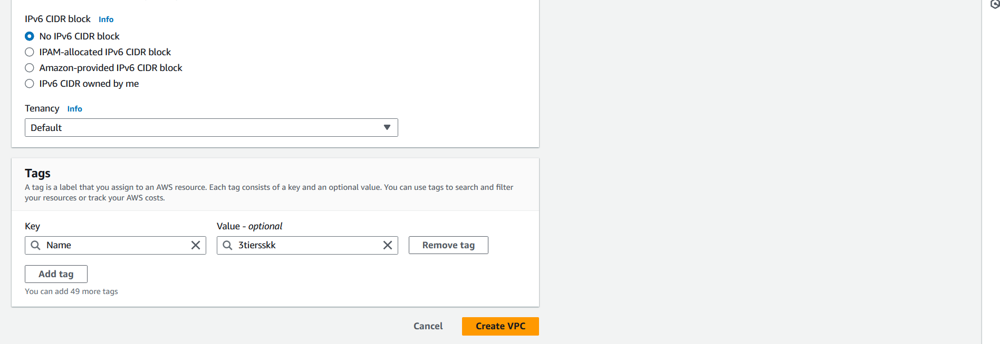 IPv6 CIDR block Info
No IPv6 CIDR block
IPAM-allocated IPv6 CIDR block
Amazon-provided IPv6 CIDR block
IPv6 CIDR owned by me
Tenancy Info
Default
Tags
A tag is a label that you assign to an AWS resource. Each tag consists of a key and an optional value. You can use tags to search and filter
your resources or track your AWS costs.
Key Value - optional
Name 3tiersskk Remove tag
Add tag
You can add 49 more tags
Cancel Create VPC